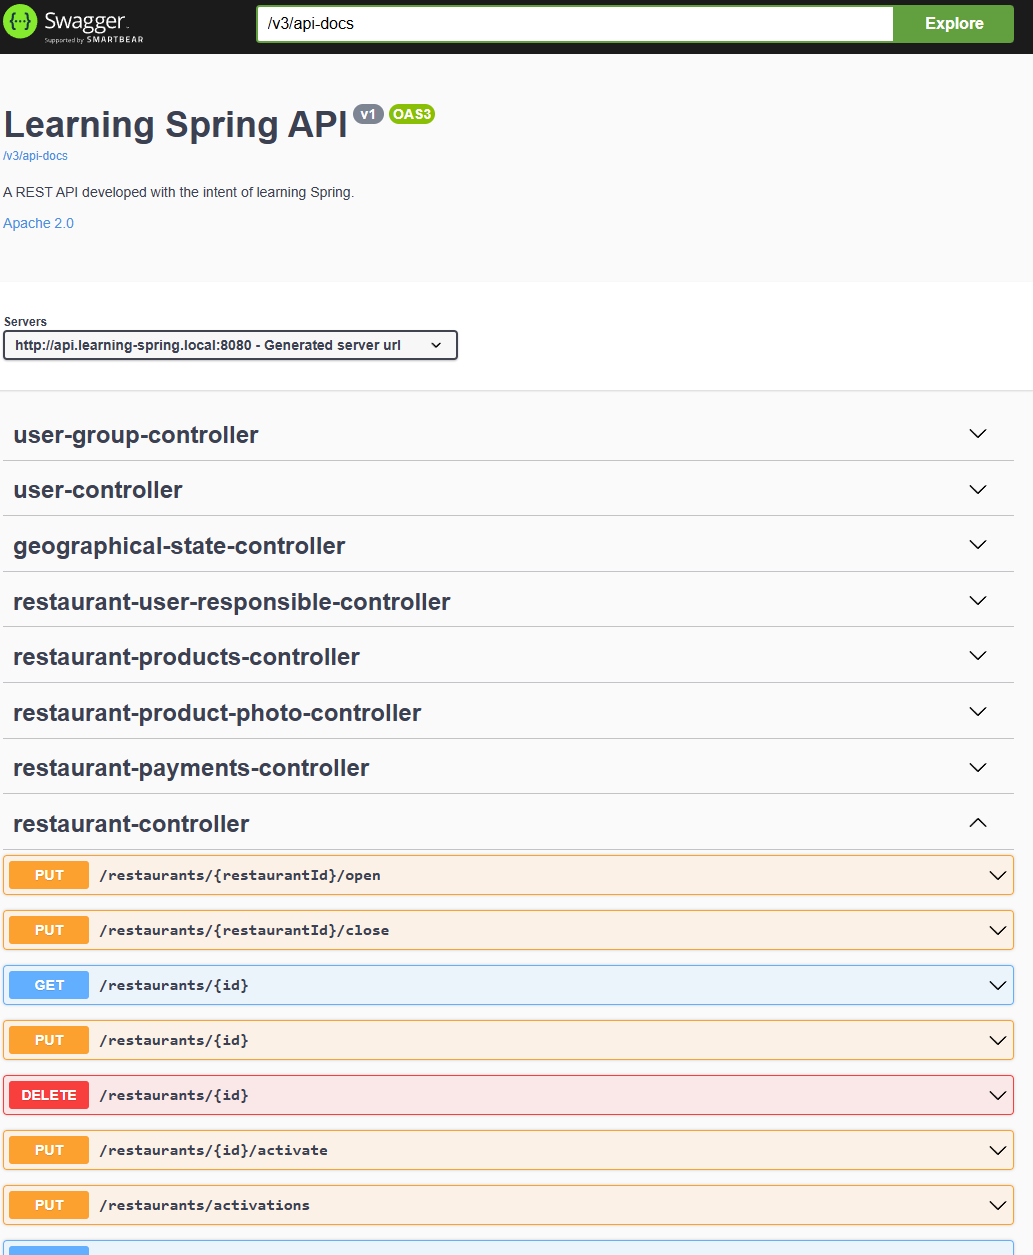 Swagger.
Supported by SMARTBEAR
/v3/api-docs
Explore
Learning Spring API v1 OAS3
/v3/api-docs
A REST API developed with the intent of learning Spring.
Apache 2.0
Servers
http://api.learning-spring.local:8080 - Generated server url
user-group-controller
user-controller
geographical-state-controller
restaurant-user-responsible-controller
restaurant-products-controller
restaurant-product-photo-controller
restaurant-payments-controller
restaurant-controller
PUT /restaurants/{restaurantId}/open
PUT /restaurants/{restaurantId}/close
GET /restaurants/{id}
PUT /restaurants/{id}
DELETE /restaurants/{id}
PUT /restaurants/{id}/activate
PUT /restaurants/activations